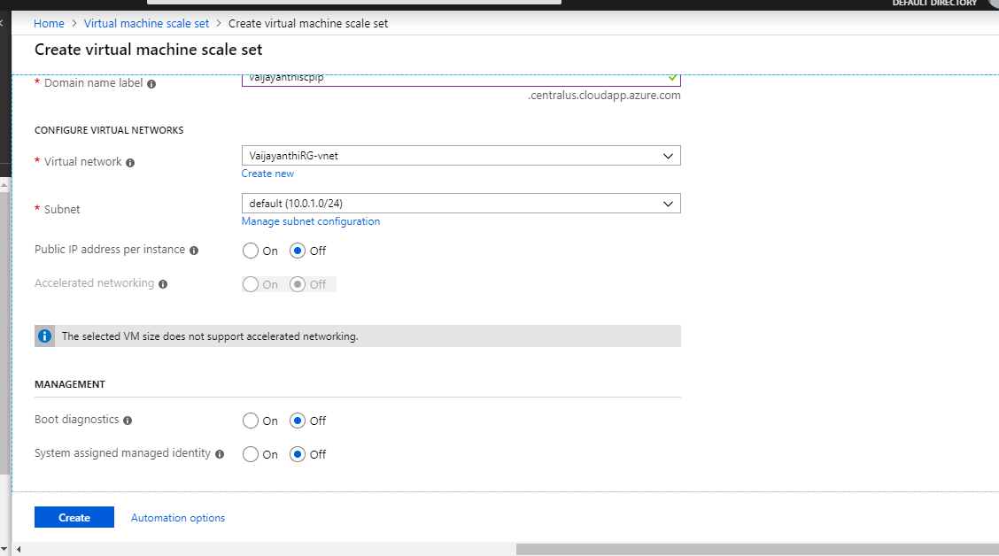 DEFAULT DIRECTORY
Home > Virtual machine scale set > Create virtual machine scale set
Create virtual machine scale set
* Domain name label
vaijayanthiscpip
.centralus.cloudapp.azure.com
CONFIGURE VIRTUAL NETWORKS
* Virtual network
VaijayanthiRG-vnet
Create new
* Subnet
default (10.0.1.0/24)
Manage subnet configuration
Public IP address per instance On Off
Accelerated networking On Off
The selected VM size does not support accelerated networking.
MANAGEMENT
Boot diagnostics On Off
System assigned managed identity On Off
Create Automation options